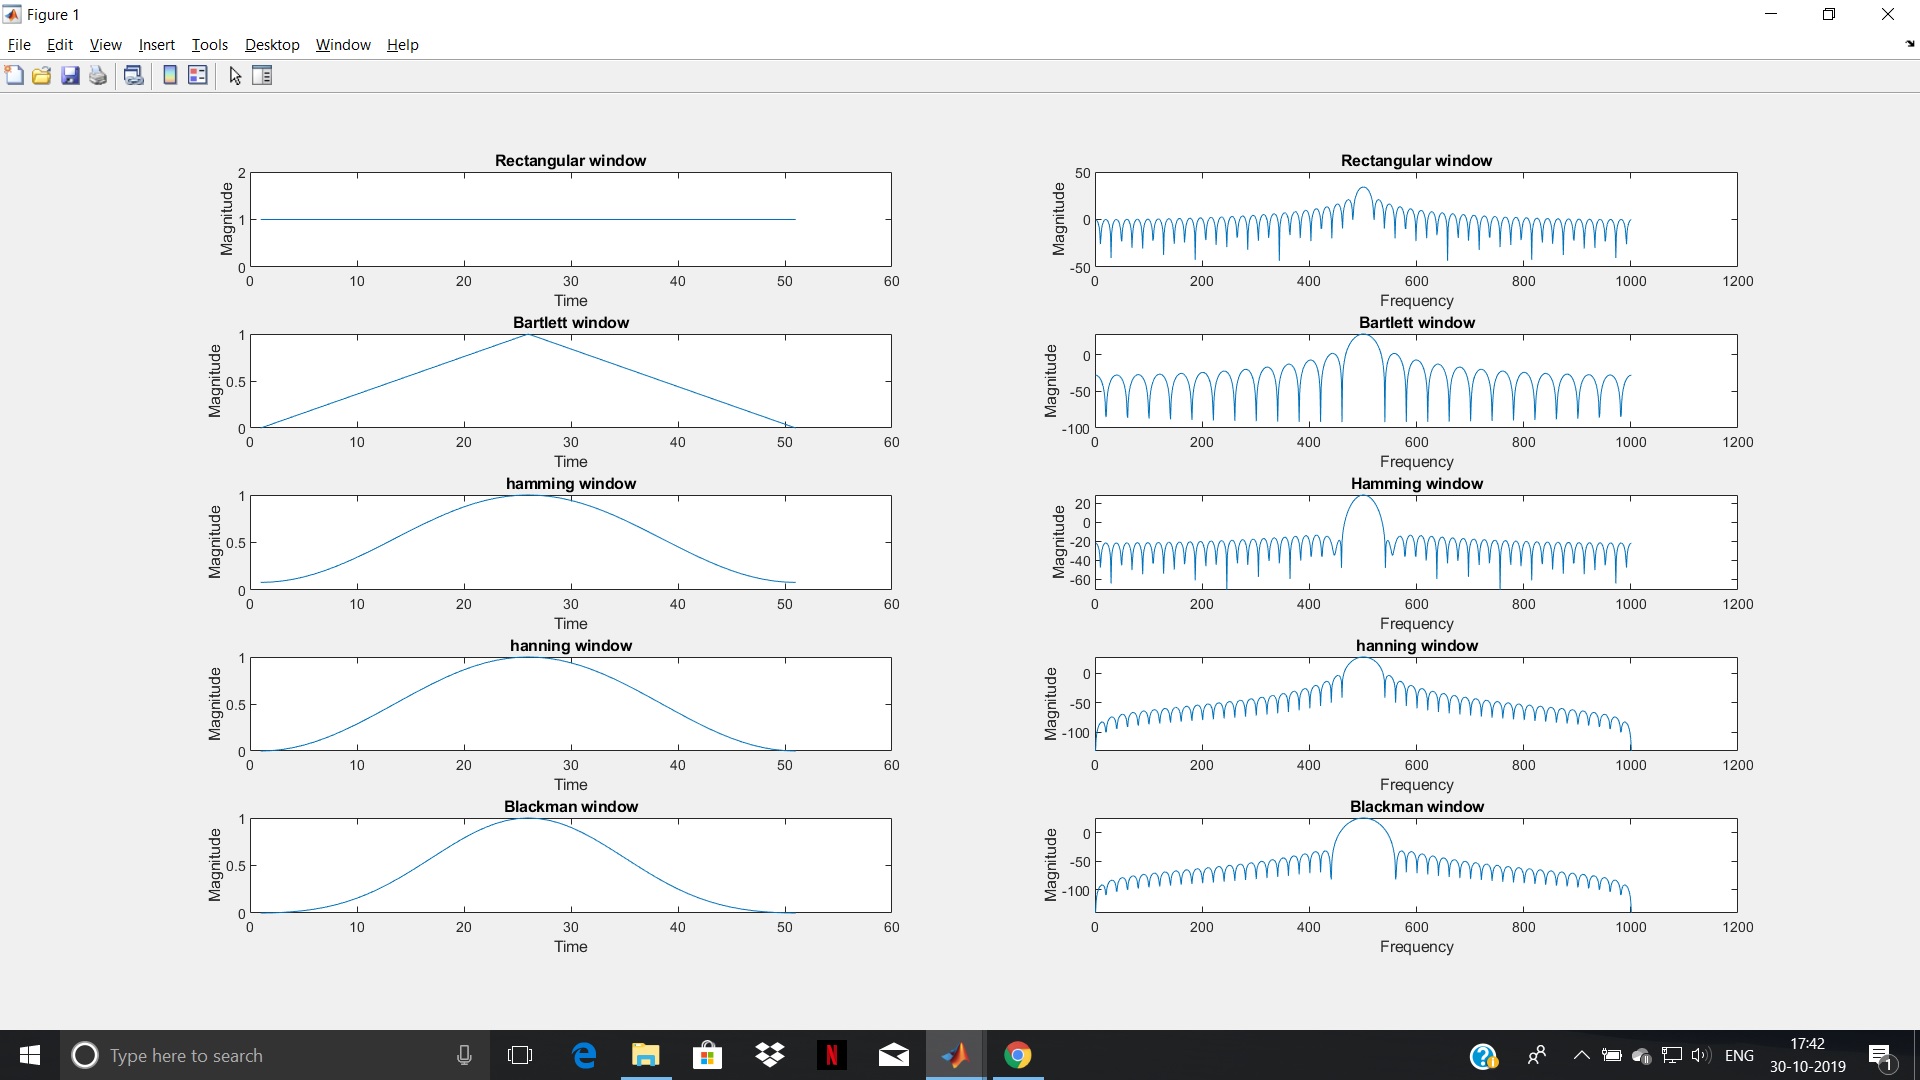 Figure 1
File Edit View Insert Tools Desktop Window Help
Rectangular window
Magnitude
2
1
0
0 10 20 30 40 50 60
Time
Rectangular window
Magnitude
50
0
-50
0 200 400 600 800 1000 1200
Frequency
Bartlett window
Magnitude
1
0.5
0
0 10 20 30 40 50 60
Time
Bartlett window
Magnitude
0
-50
-100
0 200 400 600 800 1000 1200
Frequency
hamming window
Magnitude
1
0.5
0
0 10 20 30 40 50 60
Time
Hamming window
Magnitude
20
0
-20
-40
-60
0 200 400 600 800 1000 1200
Frequency
hanning window
Magnitude
1
0.5
0
0 10 20 30 40 50 60
Time
hanning window
Magnitude
0
-50
-100
0 200 400 600 800 1000 1200
Frequency
Blackman window
Magnitude
1
0.5
0
0 10 20 30 40 50 60
Time
Blackman window
Magnitude
0
-50
-100
0 200 400 600 800 1000 1200
Frequency
Type here to search
N
ENG
17:42
30-10-2019
1